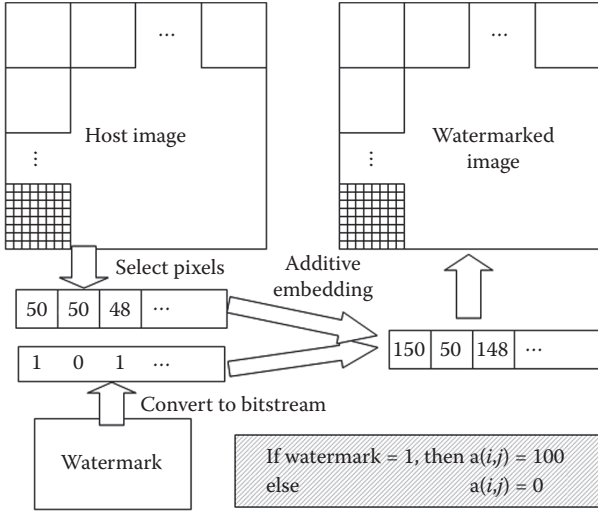 ...
...
Host image
Watermarked
image
⋮
⋮
Select pixels
Additive
embedding
50 50 48 ...
150 50 148 ...
1 0 1 ...
Convert to bitstream
Watermark
If watermark = 1, then a(i,j) = 100
else a(i,j) = 0